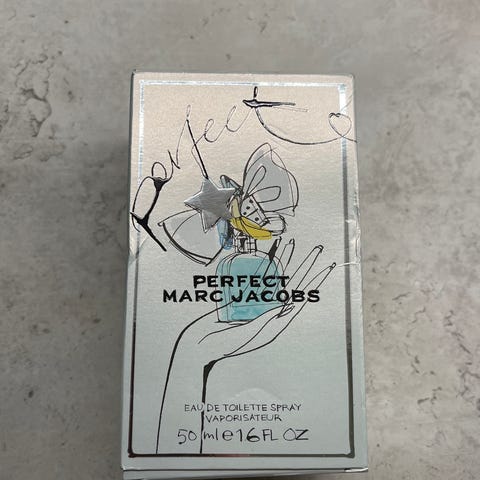 Perfect
PERFECT
MARC JACOBS
EAU DE TOILETTE SPRAY
VAPORISATEUR
50 ml e 1.6 FL OZ